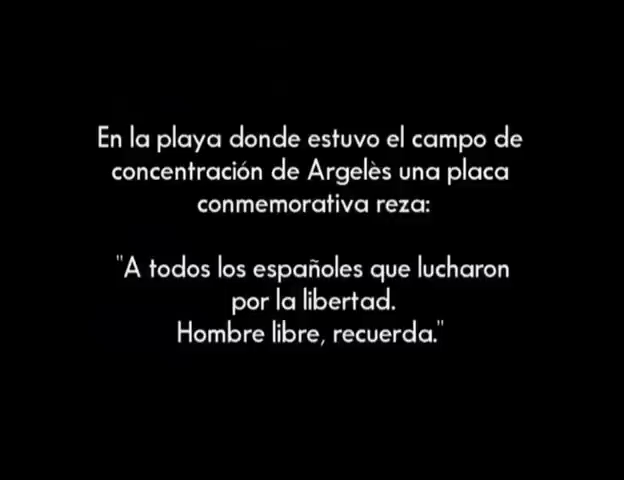 En la playa donde estuvo el campo de
concentración de Argelès una placa
conmemorativa reza:
"A todos los españoles que lucharon
por la libertad.
Hombre libre, recuerda."